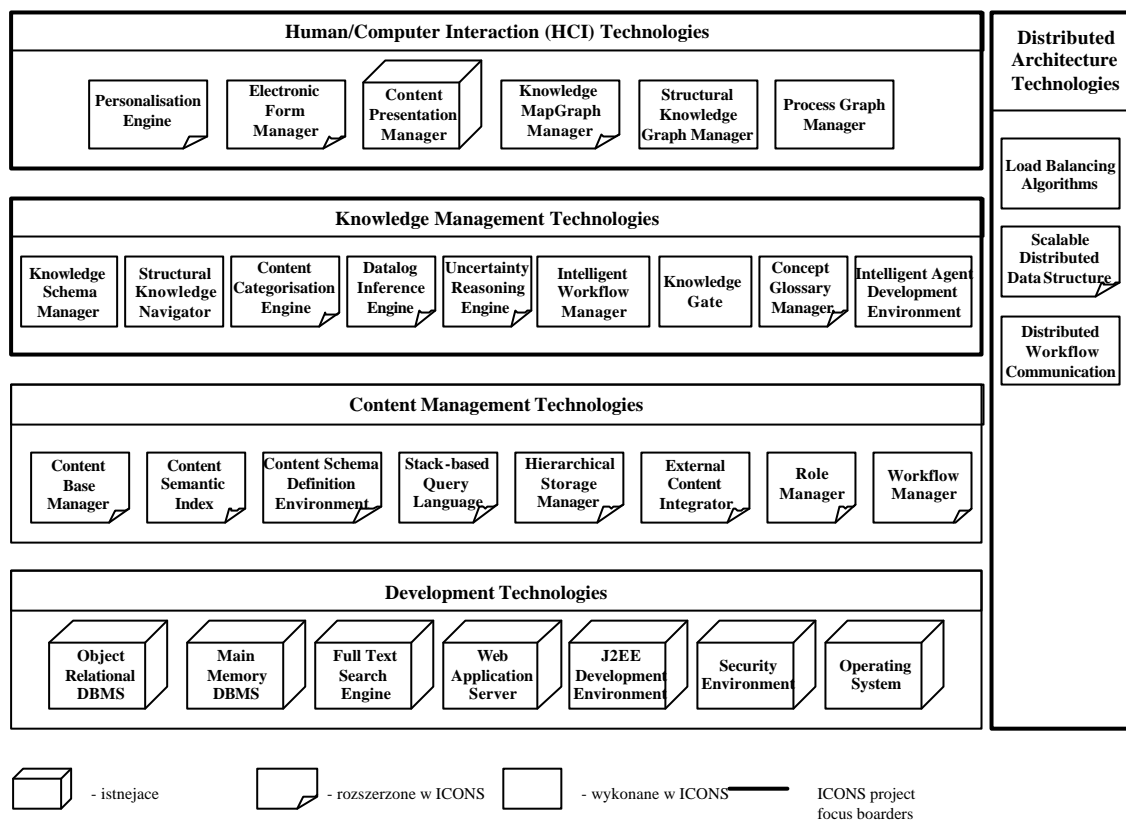 Human/Computer Interaction (HCI) Technologies
Personalisation
Engine
Electronic
Form
Manager
Content
Presentation
Manager
Knowledge
MapGraph
Manager
Structural
Knowledge
Graph Manager
Process Graph
Manager
Distributed
Architecture
Technologies
Load Balancing
Algorithms
Scalable
Distributed
Data Structure
Distributed
Workflow
Communication
Knowledge Management Technologies
Knowledge
Schema
Manager
Structural
Knowledge
Navigator
Content
Categorisation
Engine
Datalog
Inference
Engine
Uncertainty
Reasoning
Engine
Intelligent
Workflow
Manager
Knowledge
Gate
Concept
Glossary
Manager
Intelligent Agent
Development
Environment
Content Management Technologies
Content
Base
Manager
Content
Semantic
Index
Content Schema
Definition
Environment
Stack-based
Query
Language
Hierarchical
Storage
Manager
External
Content
Integrator
Role
Manager
Workflow
Manager
Development Technologies
Object
Relational
DBMS
Main
Memory
DBMS
Full Text
Search
Engine
Web
Application
Server
J2EE
Development
Environment
Security
Environment
Operating
System
- istnejace
- rozszerzone w ICONS
- wykonane w ICONS
ICONS project
focus boarders